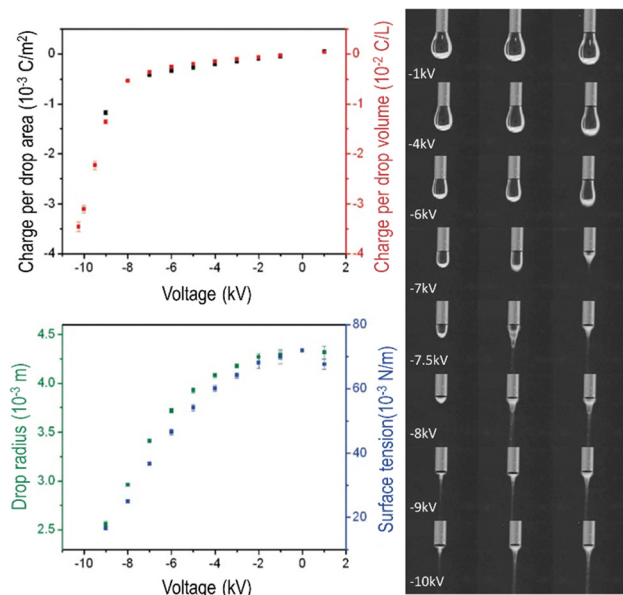 Charge per drop area (10⁻³ C/m²)
0
-1
-2
-3
-4
0
-1
-2
-3
-4
Charge per drop volume (10⁻² C/L)
-10 -8 -6 -4 -2 0 2
Voltage (kV)
Drop radius (10⁻³ m)
4.5
4.0
3.5
3.0
2.5
80
60
40
20
Surface tension(10⁻³ N/m)
-10 -8 -6 -4 -2 0 2
Voltage (kV)
-1kV
-4kV
-6kV
-7kV
-7.5kV
-8kV
-9kV
-10kV